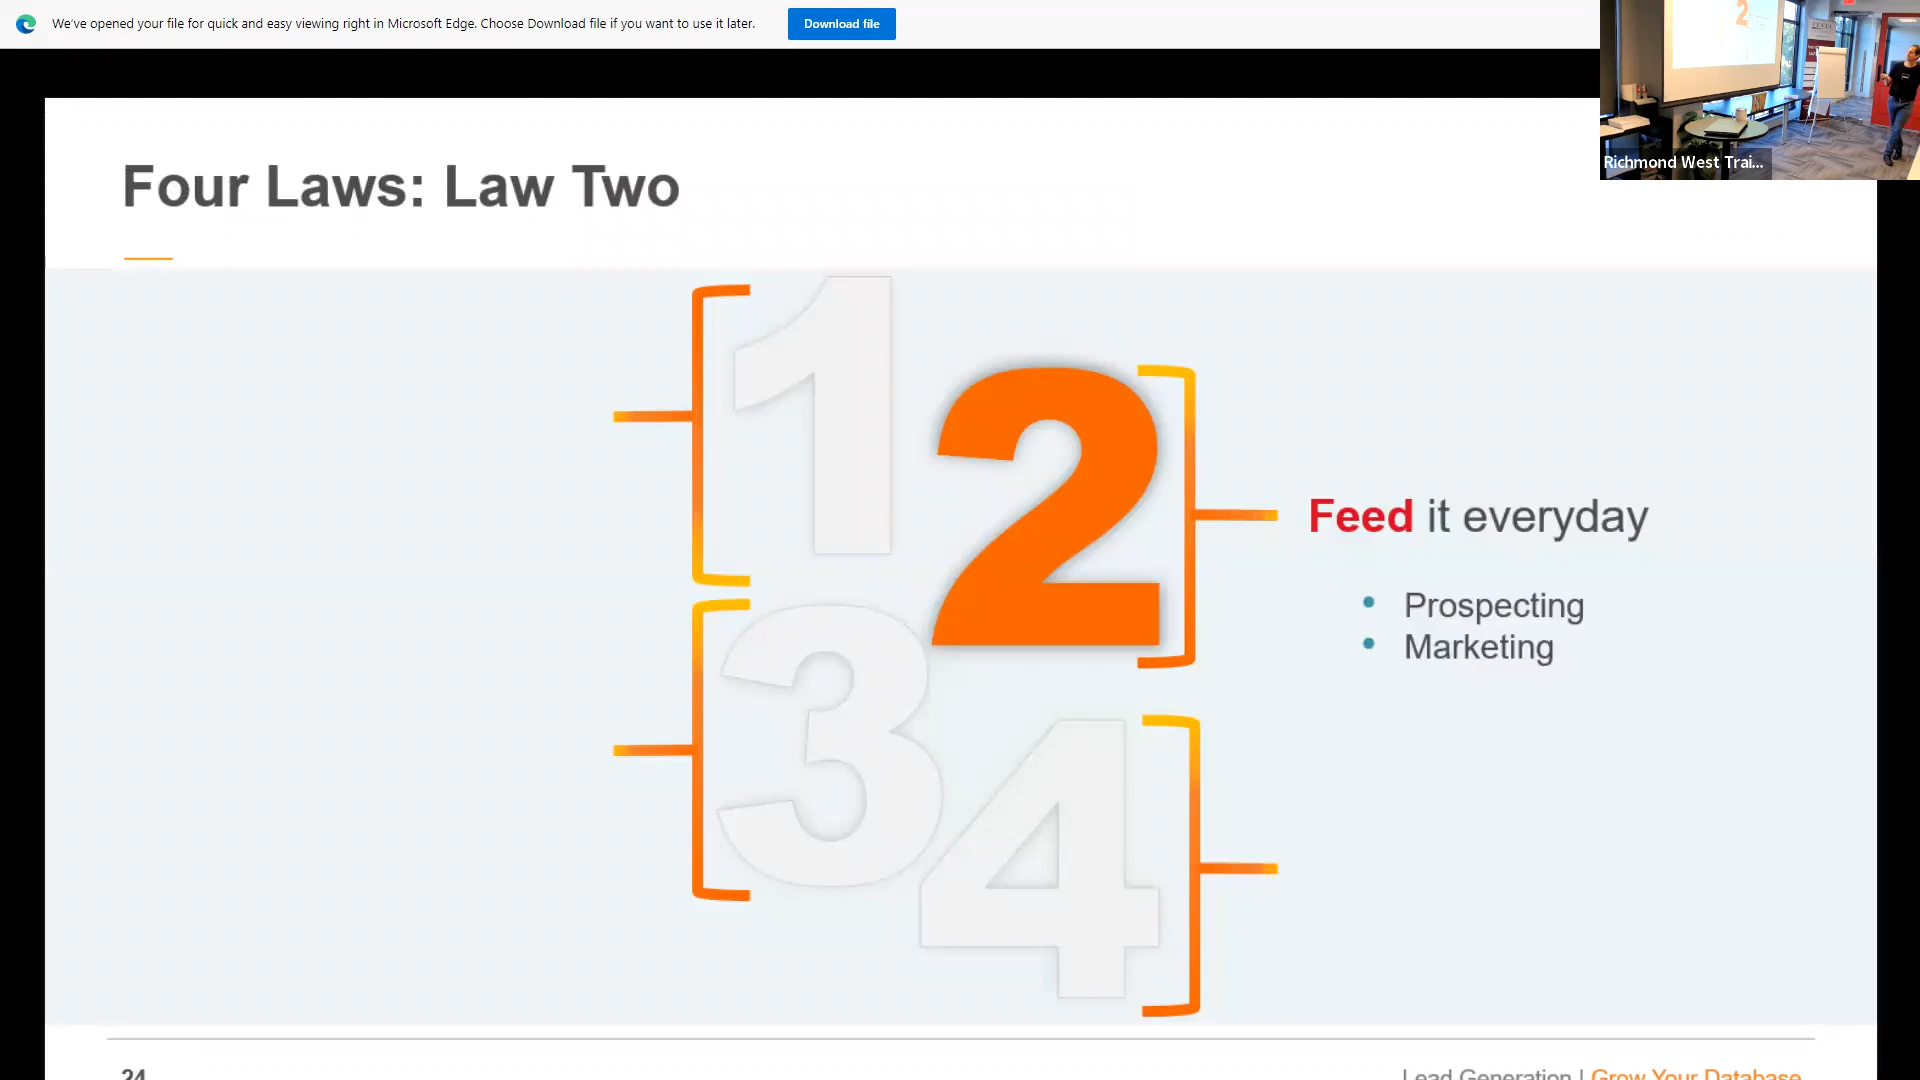 We've opened your file for quick and easy viewing right in Microsoft Edge. Choose Download file if you want to use it later.
Download file
2
Richmond West Trai...
Four Laws: Law Two
1
2
Feed it everyday
• Prospecting
• Marketing
3
4
24
Lead Generation | Grow Your Database